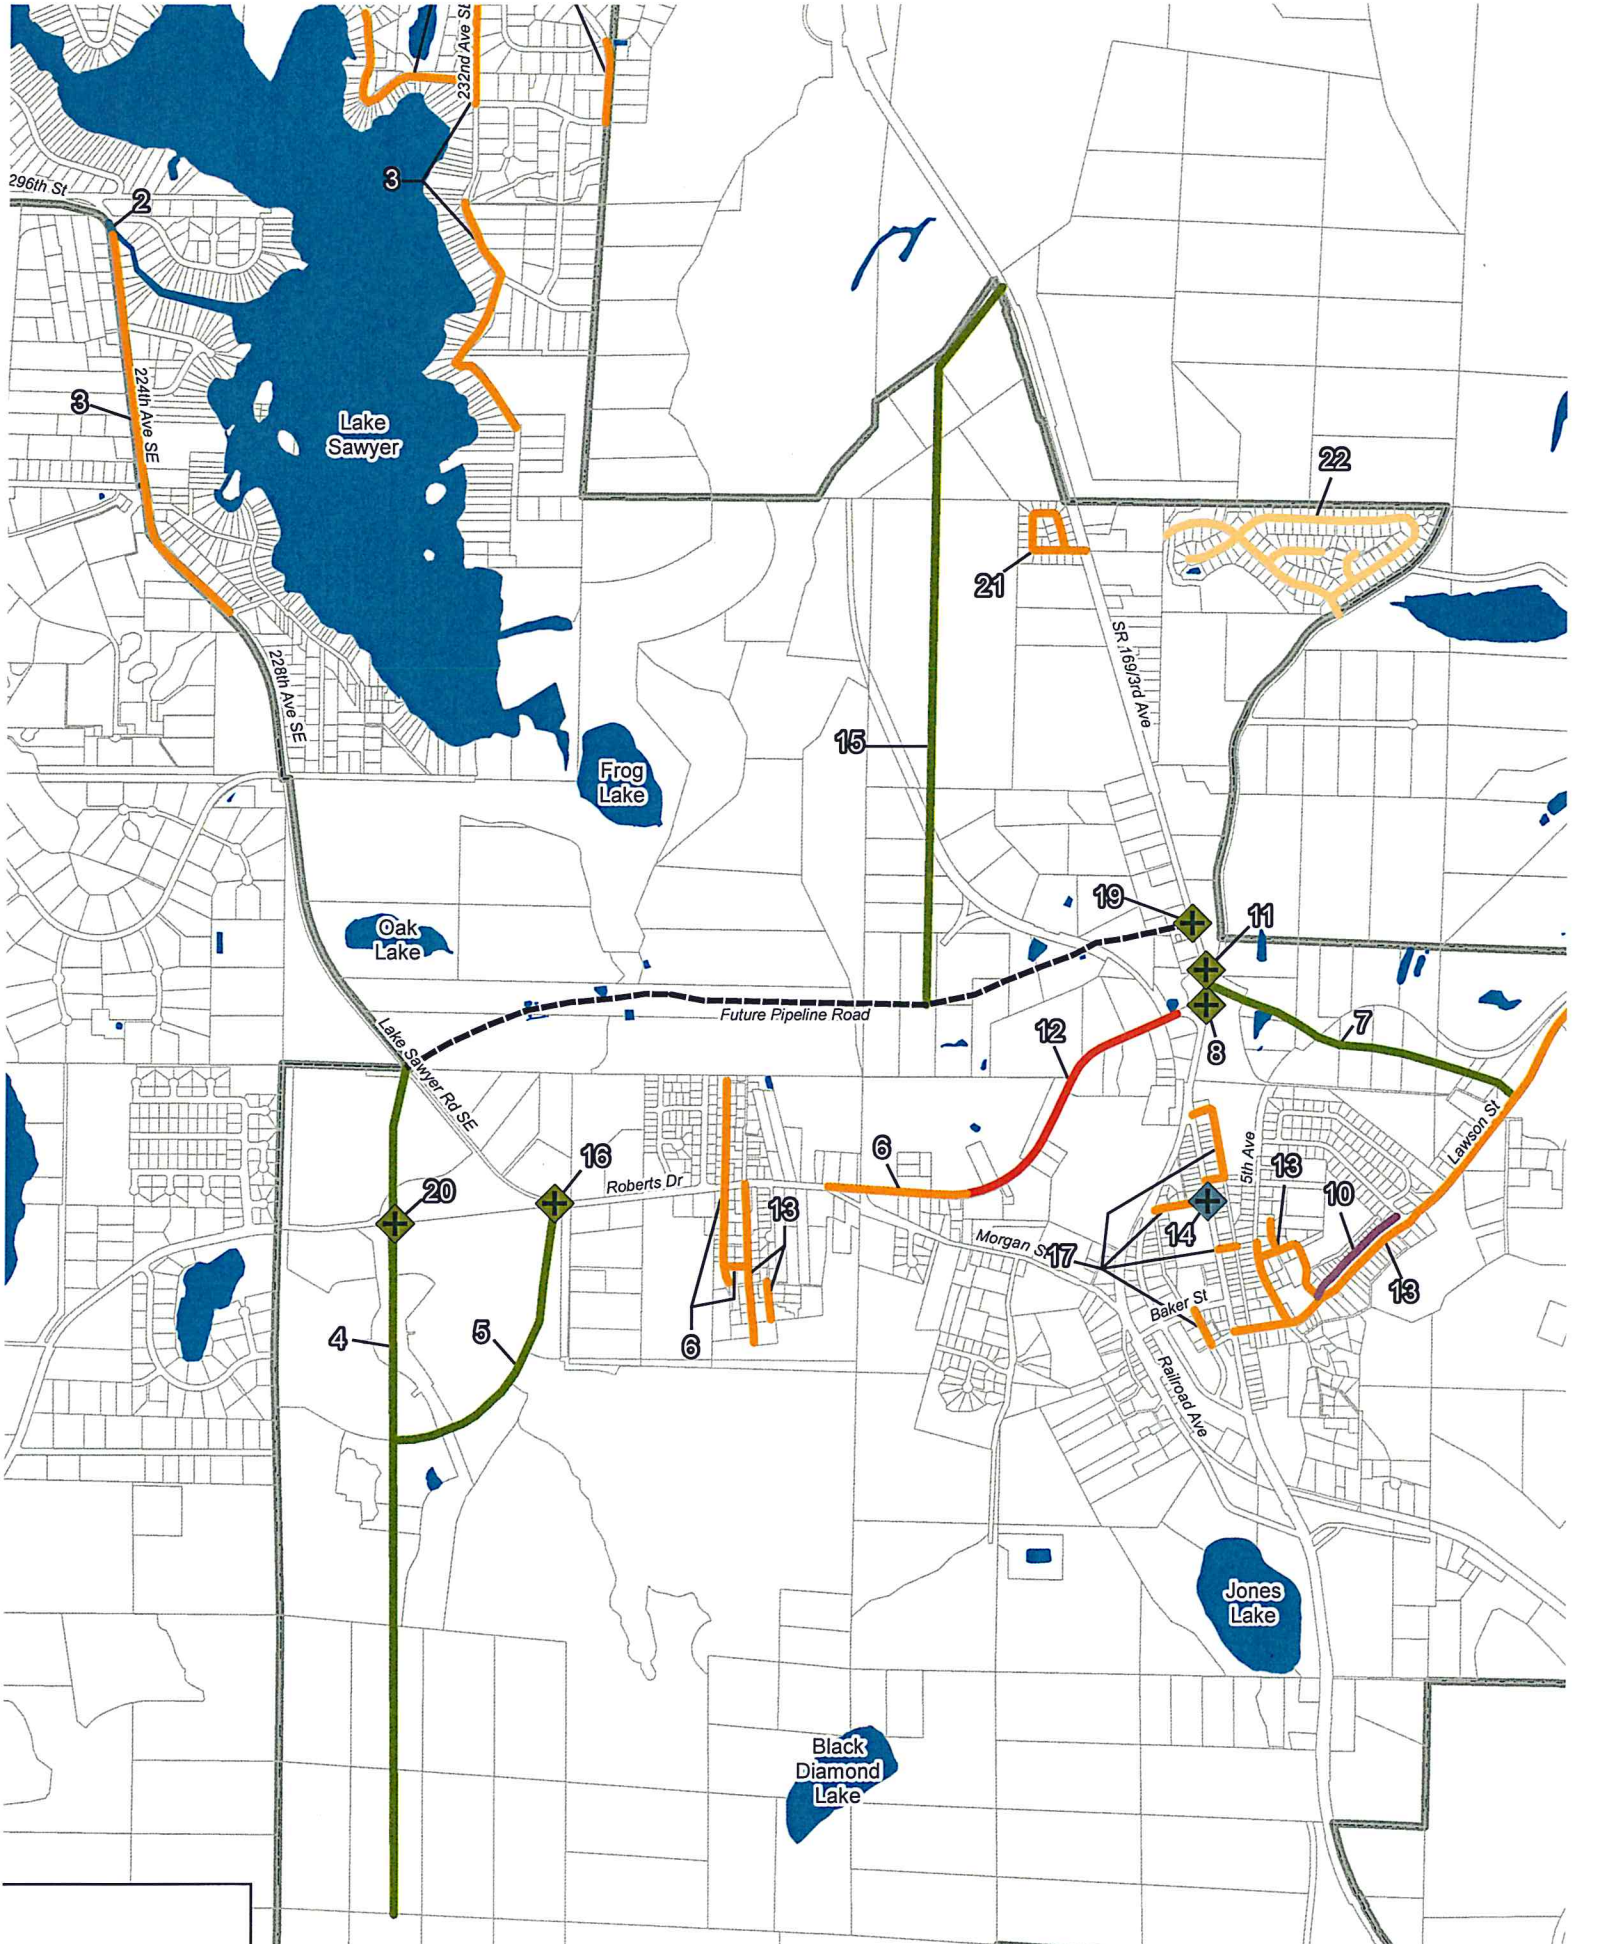 232nd Ave SE
3
296th St
2
3
224th Ave SE
Lake
Sawyer
22
21
SR 169/3rd Ave
228th Ave SE
15
Frog
Lake
19
11
Oak
Lake
Future Pipeline Road
12
8
7
Lake Sawyer Rd SE
6
16
Roberts Dr
20
13
5th Ave
13
10
Lawson St
14
Morgan St
17
13
Baker St
4
5
6
Railroad Ave
Jones
Lake
Black
Diamond
Lake